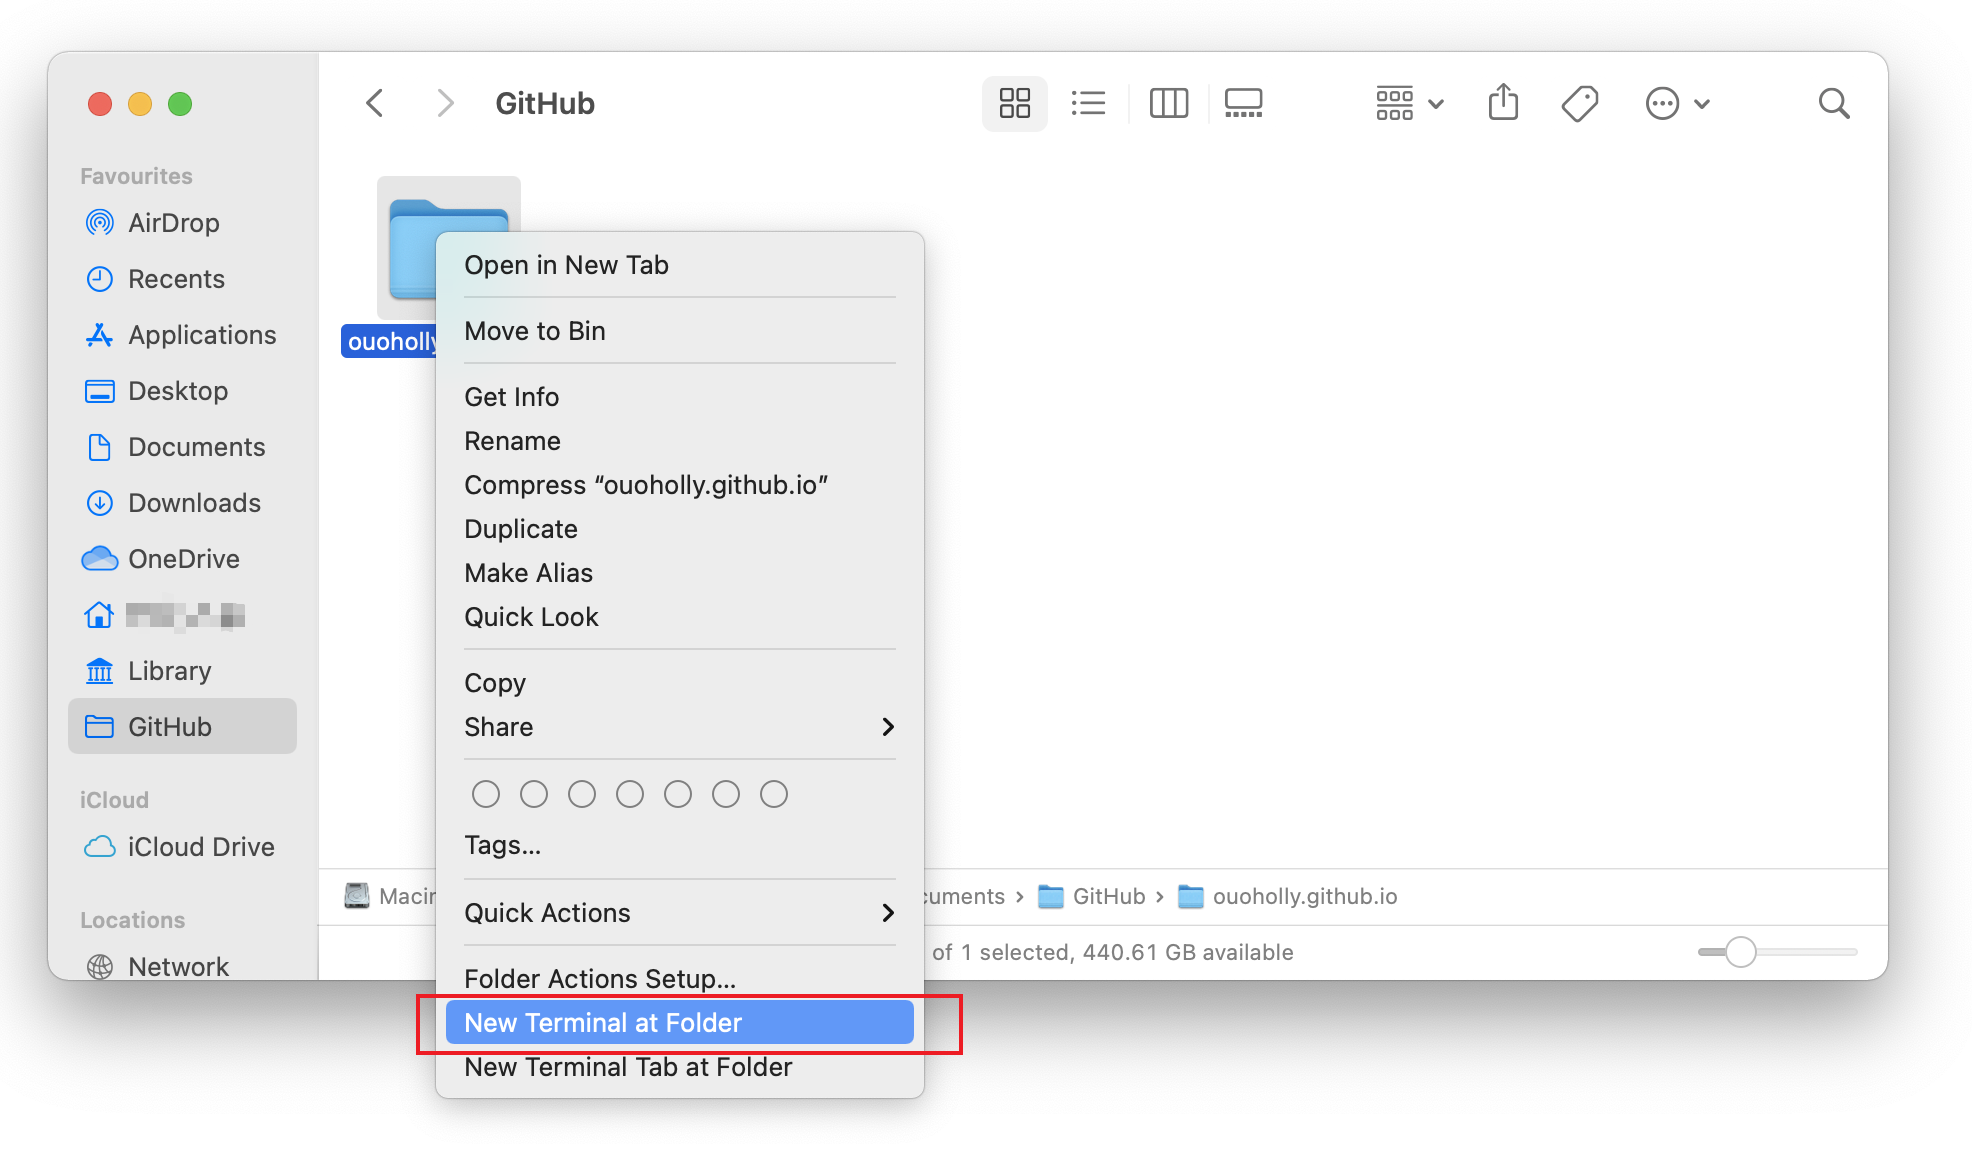 GitHub
Favourites
AirDrop
Recents
Applications
Desktop
Documents
Downloads
OneDrive
Library
GitHub
iCloud
iCloud Drive
Locations
Network
ouoholly
Open in New Tab
Move to Bin
Get Info
Rename
Compress “ouoholly.github.io”
Duplicate
Make Alias
Quick Look
Copy
Share
Tags...
Quick Actions
Folder Actions Setup...
New Terminal at Folder
New Terminal Tab at Folder
GitHub › ouoholly.github.io
of 1 selected, 440.61 GB available